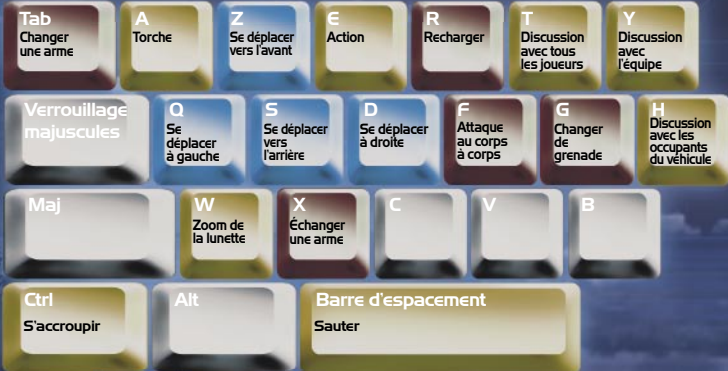 Tab
Changer
une arme
A
Torche
Z
Se déplacer
vers l'avant
E
Action
R
Recharger
T
Discussion
avec tous
les joueurs
Y
Discussion
avec
l'équipe
Verrouillage
majuscules
Q
Se
déplacer
à gauche
S
Se déplacer
vers
l'arrière
D
Se déplacer
à droite
F
Attaque
au corps
à corps
G
Changer
de
grenade
H
Discussion
avec les
occupants
du véhicule
Maj
W
Zoom de
la lunette
X
Échanger
une arme
C
V
B
Ctrl
S'accroupir
Alt
Barre d'espacement
Sauter